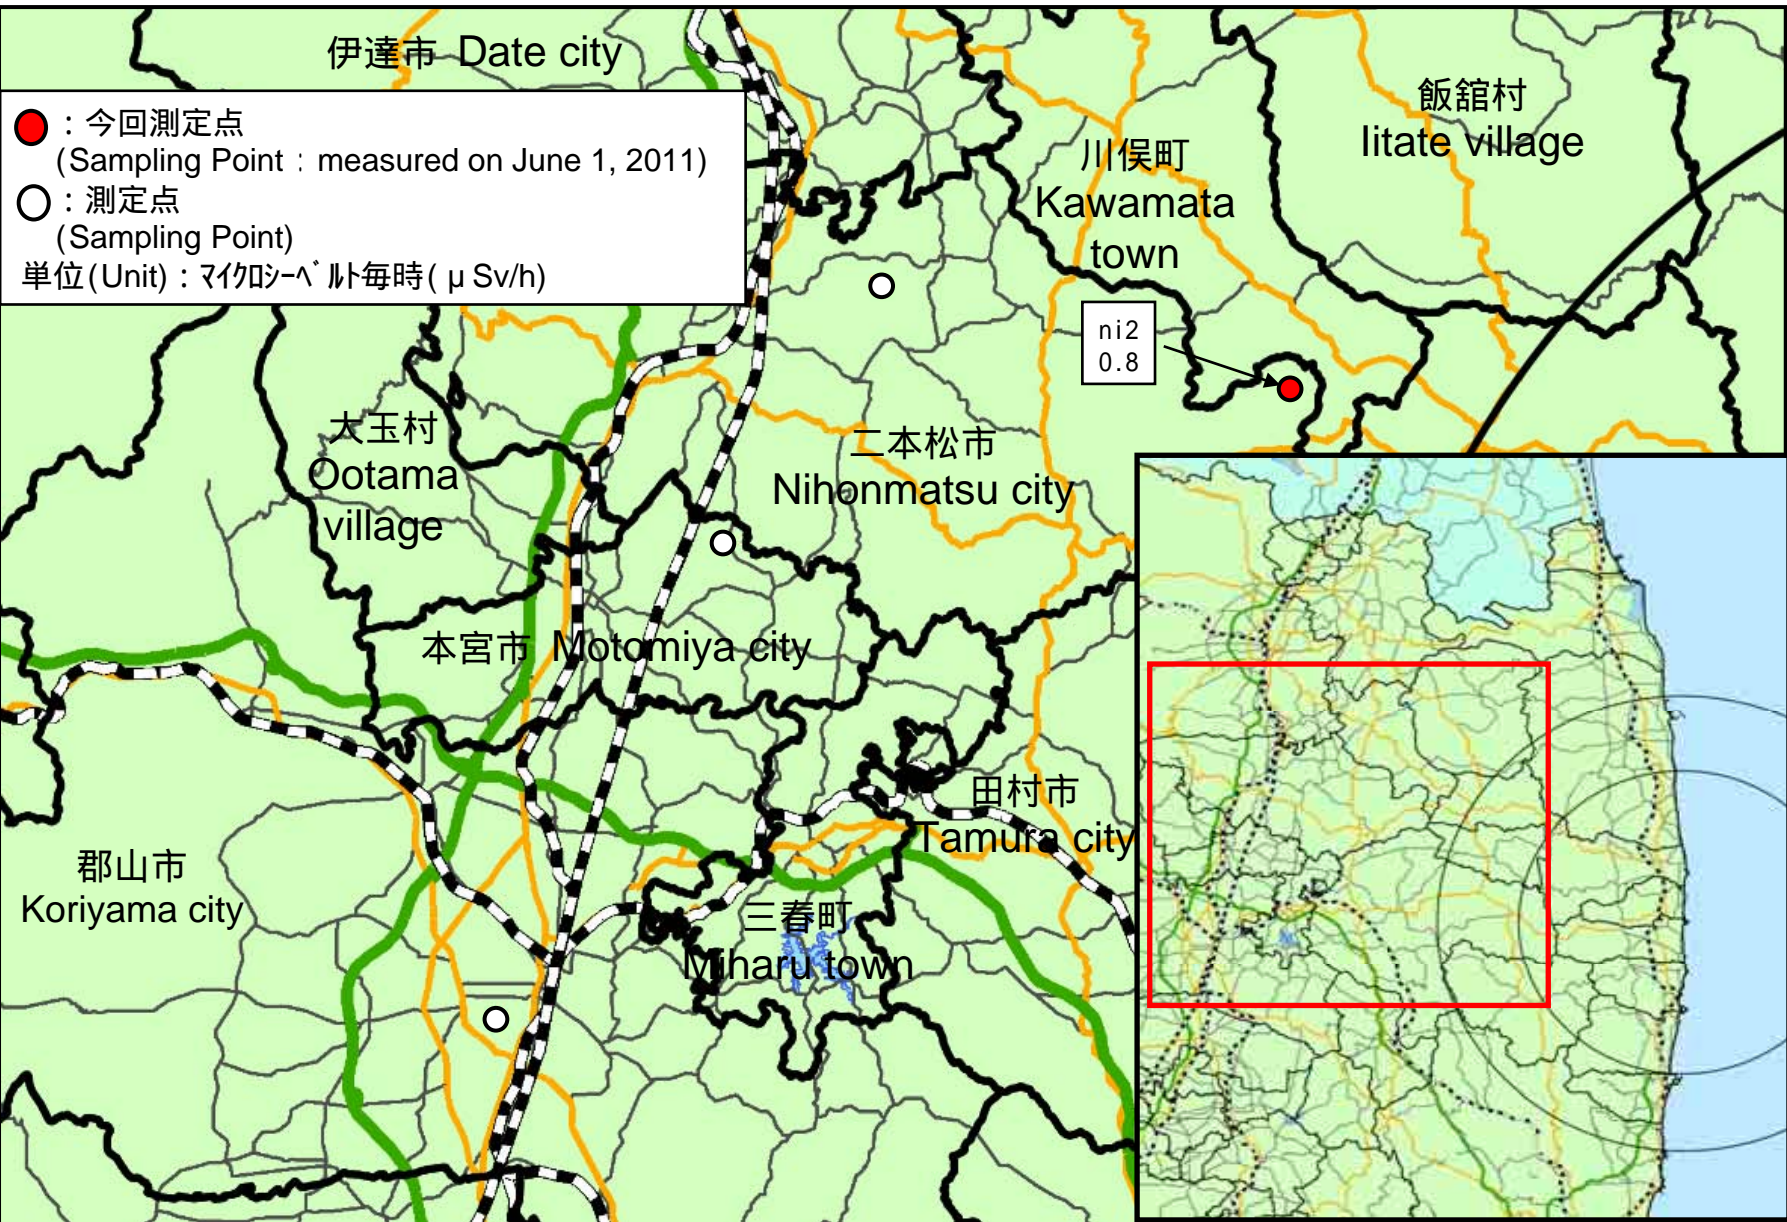 伊達市 Date city
：今回測定点
(Sampling Point：measured on June 1, 2011)
：測定点
(Sampling Point)
単位(Unit)：ﾏｲｸﾛｼｰﾍﾞﾙﾄ毎時( μ Sv/h)
飯舘村
Iitate village
川俣町
Kawamata
town
ni2
0.8
大玉村
Ootama
village
二本松市
Nihonmatsu city
本宮市 Motomiya city
田村市
Tamura city
郡山市
Koriyama city
三春町
Miharu town